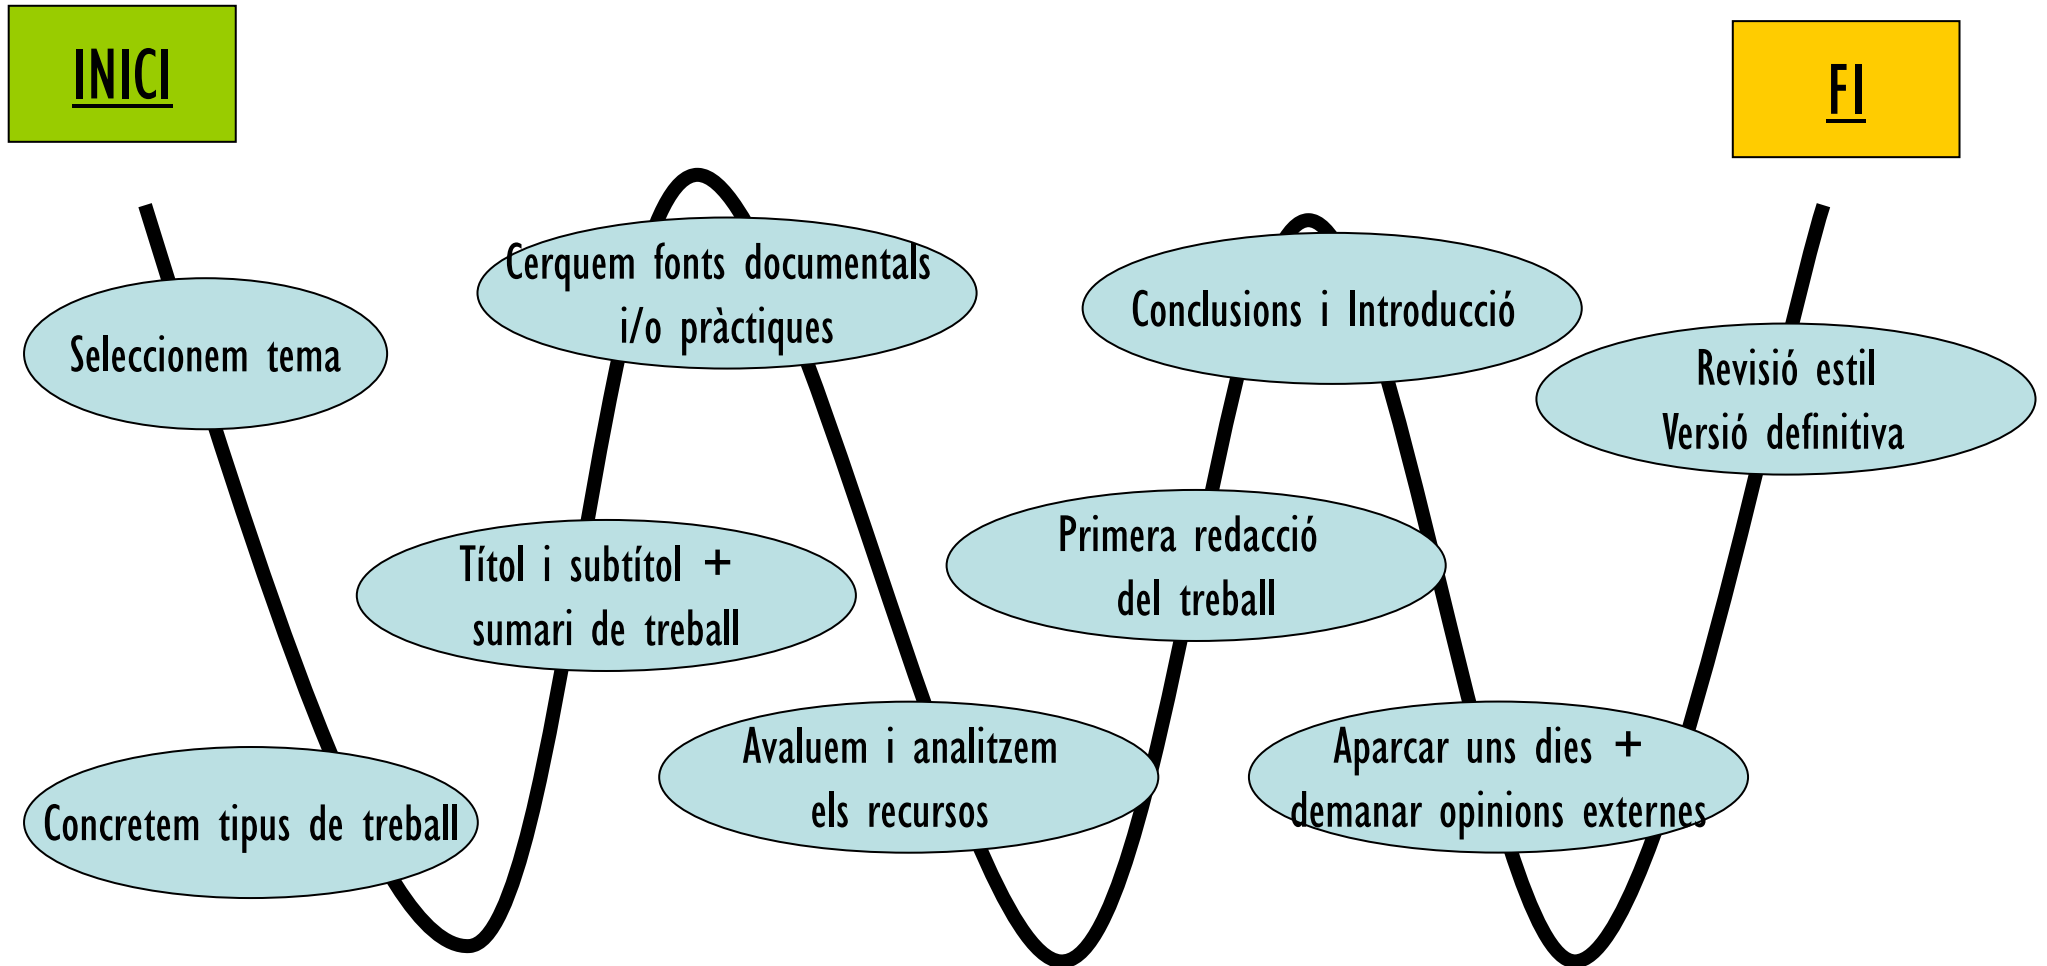 INICI
FI
Seleccionem tema
Concretem tipus de treball
Títol i subtítol +
sumari de treball
Cerquem fonts documentals
i/o pràctiques
Avaluem i analitzem
els recursos
Primera redacció
del treball
Conclusions i Introducció
Aparcar uns dies +
demanar opinions externes
Revisió estil
Versió definitiva